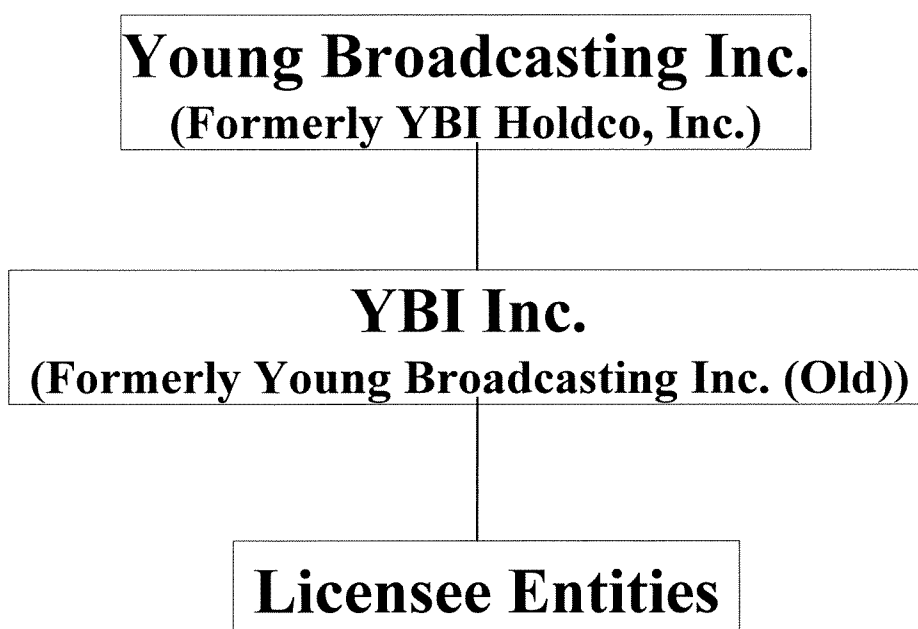 Young Broadcasting Inc.
(Formerly YBI Holdco, Inc.)
YBI Inc.
(Formerly Young Broadcasting Inc. (Old))
Licensee Entities